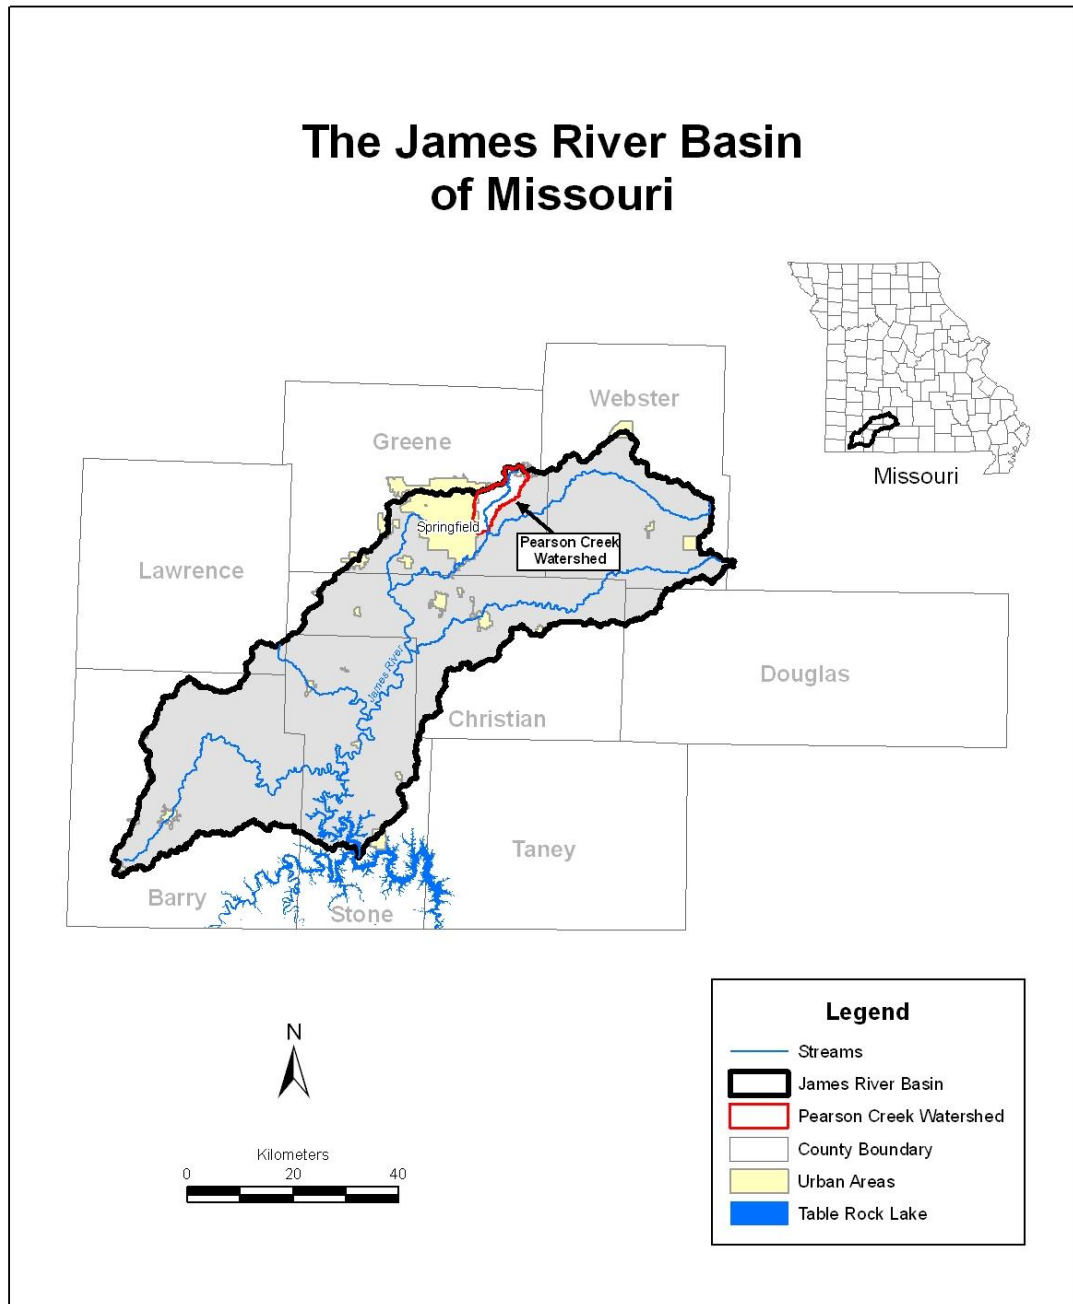 The James River Basin
of Missouri
Missouri
Webster
Greene
Springfield
Pearson Creek
Watershed
Lawrence
James River
Douglas
Christian
Taney
Barry
Stone
N
Kilometers
0 20 40
Legend
Streams
James River Basin
Pearson Creek Watershed
County Boundary
Urban Areas
Table Rock Lake